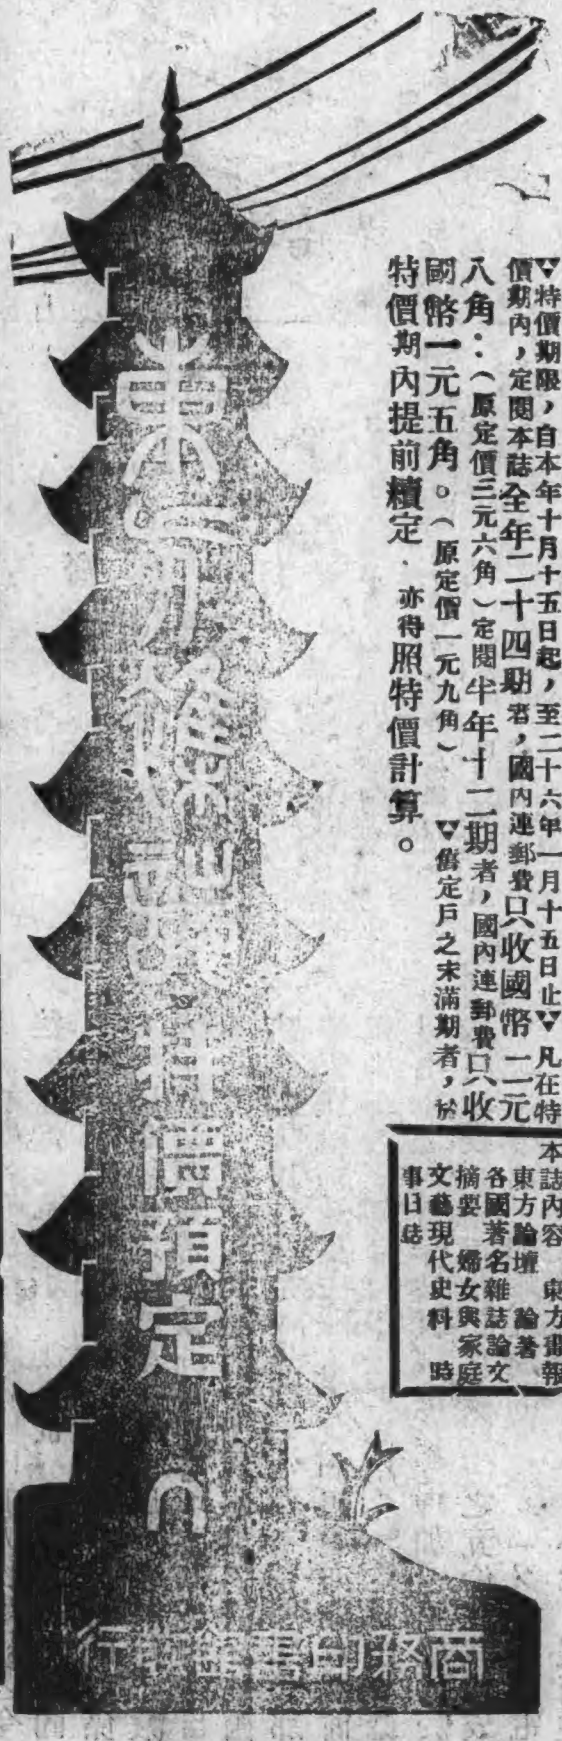 東方雜誌特價預定
▼特價期限，自本年十月十五日起，至二十六年一月十五日止▼凡在特
價期內，定閱本誌全年二十四期者，國內連郵費只收國幣二元
八角：（原定價三元六角）定閱半年十二期者，國內連郵費只收
國幣一元五角。（原定價一元九角）　▼舊定戶之未滿期者，於
特價期內提前續定．亦得照特價計算。
本誌內容　東方畫報
東方論壇　論著
各國著名雜誌論文
摘要　婦女與家庭
文藝現代史料　時
事日誌
商務印書館發行